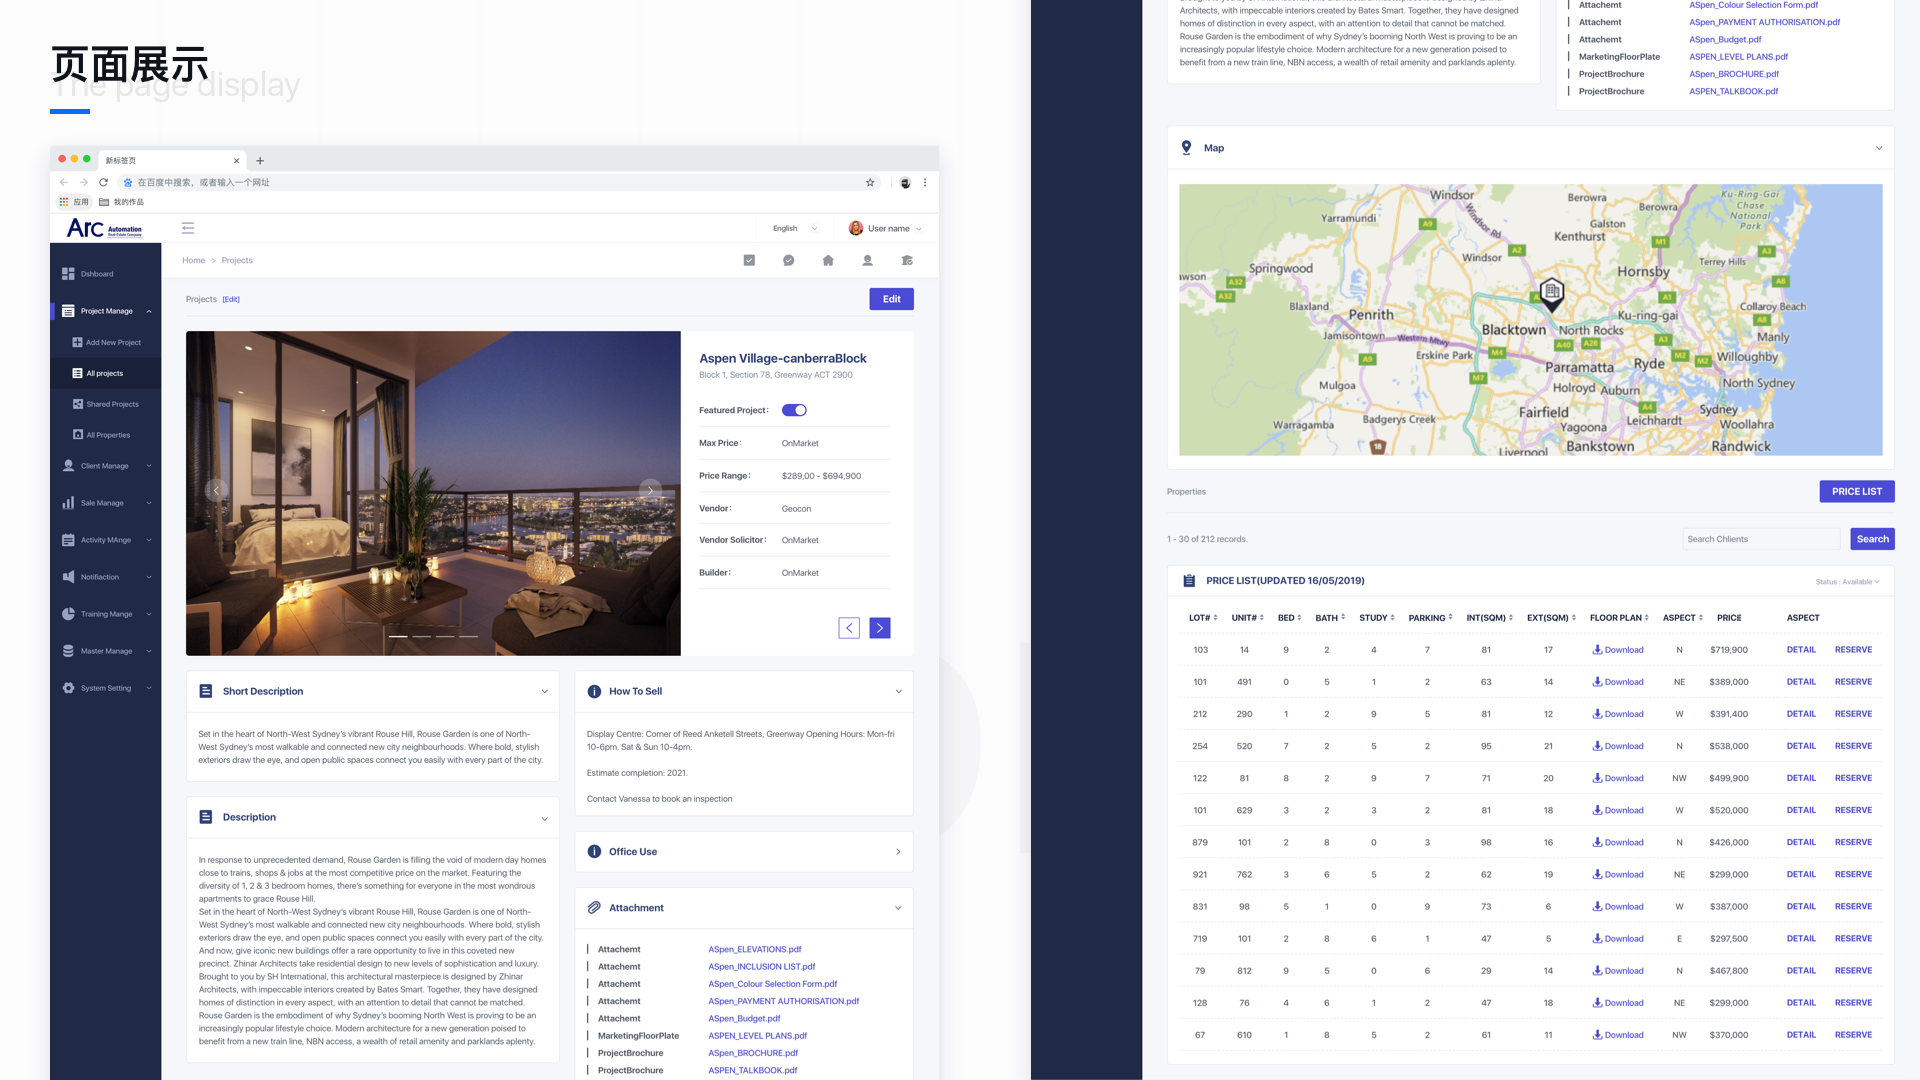 页面展示
The page display
新标签页
在百度中搜索，或者输入一个网址
应用
我的作品
Arc Automation
Real Estate Company
English
User name
Home > Projects
Dshboard
Project Manage
Add New Project
All projects
Shared Projects
All Properties
Client Manage
Sale Manage
Activity MAnge
Notifiaction
Training Mange
Master Manage
System Setting
Projects [Edit]
Edit
Aspen Village-canberraBlock
Block 1, Section 78, Greenway ACT 2900
Featured Project:
Max Price: OnMarket
Price Range: $289,00 - $694,900
Vendor: Geocon
Vendor Solicitor: OnMarket
Builder: OnMarket
Short Description
Set in the heart of North-West Sydney's vibrant Rouse Hill, Rouse Garden is one of North-
West Sydney's most walkable and connected new city neighbourhoods. Where bold, stylish
exteriors draw the eye, and open public spaces connect you easily with every part of the city.
Description
In response to unprecedented demand, Rouse Garden is filling the void of modern day homes
close to trains, shops & jobs at the most competitive price on the market. Featuring the
diversity of 1, 2 & 3 bedroom homes, there's something for everyone in the most wondrous
apartments to grace Rouse Hill.
Set in the heart of North-West Sydney's vibrant Rouse Hill, Rouse Garden is one of North-
West Sydney's most walkable and connected new city neighbourhoods. Where bold, stylish
exteriors draw the eye, and open public spaces connect you easily with every part of the city.
And now, give iconic new buildings offer a rare opportunity to live in this coveted new
precinct. Zhinar Architects take residential design to new levels of sophistication and luxury.
Brought to you by SH International, this architectural masterpiece is designed by Zhinar
Architects, with impeccable interiors created by Bates Smart. Together, they have designed
homes of distinction in every aspect, with an attention to detail that cannot be matched.
Rouse Garden is the embodiment of why Sydney's booming North West is proving to be an
increasingly popular lifestyle choice. Modern architecture for a new generation poised to
benefit from a new train line, NBN access, a wealth of retail amenity and parklands aplenty.
How To Sell
Display Centre: Corner of Reed Anketell Streets, Greenway Opening Hours: Mon-fri
10-6pm. Sat & Sun 10-4pm.
Estimate completion: 2021.
Contact Vanessa to book an inspection
Office Use
Attachment
Attachemt ASpen_ELEVATIONS.pdf
Attachemt ASpen_INCLUSION LIST.pdf
Attachemt ASpen_Colour Selection Form.pdf
Attachemt ASpen_PAYMENT AUTHORISATION.pdf
Attachemt ASpen_Budget.pdf
MarketingFloorPlate ASPEN_LEVEL PLANS.pdf
ProjectBrochure ASpen_BROCHURE.pdf
ProjectBrochure ASPEN_TALKBOOK.pdf
Architects, with impeccable interiors created by Bates Smart. Together, they have designed
homes of distinction in every aspect, with an attention to detail that cannot be matched.
Rouse Garden is the embodiment of why Sydney's booming North West is proving to be an
increasingly popular lifestyle choice. Modern architecture for a new generation poised to
benefit from a new train line, NBN access, a wealth of retail amenity and parklands aplenty.
Attachemt ASpen_Colour Selection Form.pdf
Attachemt ASpen_PAYMENT AUTHORISATION.pdf
Attachemt ASpen_Budget.pdf
MarketingFloorPlate ASPEN_LEVEL PLANS.pdf
ProjectBrochure ASpen_BROCHURE.pdf
ProjectBrochure ASPEN_TALKBOOK.pdf
Map
Windsor
Berowra
Ku-Ring-Gai
Chase
National
Park
Berowra
Yarramundi
A9
Windsor Rd
Galston
Kenthurst
M1
A2
A3
Windsor
Terrey Hills
awson
Springwood
Hornsby
A32
A8
A32
A1
Blaxland
Penrith
Collaroy Beach
Ku-ring-gai
A8
Blacktown
North Rocks
Jamisontown
Western Mtwy
Manly
A3
A40
A28
Erskine Park
M4
A9
M2
M2
Willoughby
Parramatta
Ryde
Mulgoa
M7
Holroyd
Auburn
North Sydney
Fairfield
A4
Sydney
Warragamba
Badgerys Creek
Yagoona
Leichhardt
Woollahra
18
Liverpool
Bankstown
Randwick
Properties
PRICE LIST
1 - 30 of 212 records.
Search Chlients
Search
PRICE LIST(UPDATED 16/05/2019)
Status : Available
LOT# UNIT# BED BATH STUDY PARKING INT(SQM) EXT(SQM) FLOOR PLAN ASPECT PRICE ASPECT
103 14 9 2 4 7 81 17 Download N $719,900 DETAIL RESERVE
101 491 0 5 1 2 63 14 Download NE $389,000 DETAIL RESERVE
212 290 1 2 9 5 81 12 Download W $391,400 DETAIL RESERVE
254 520 7 2 5 2 95 21 Download N $538,000 DETAIL RESERVE
122 81 8 2 9 7 71 20 Download NW $499,900 DETAIL RESERVE
101 629 3 2 3 2 81 18 Download W $520,000 DETAIL RESERVE
879 101 2 8 0 3 98 16 Download N $426,000 DETAIL RESERVE
921 762 3 6 5 2 62 19 Download NE $299,000 DETAIL RESERVE
831 98 5 1 0 9 73 6 Download W $387,000 DETAIL RESERVE
719 101 2 8 6 1 47 5 Download E $297,500 DETAIL RESERVE
79 812 9 5 0 6 29 14 Download N $467,800 DETAIL RESERVE
128 76 4 6 1 2 47 18 Download NE $299,000 DETAIL RESERVE
67 610 1 8 5 2 61 11 Download NW $370,000 DETAIL RESERVE